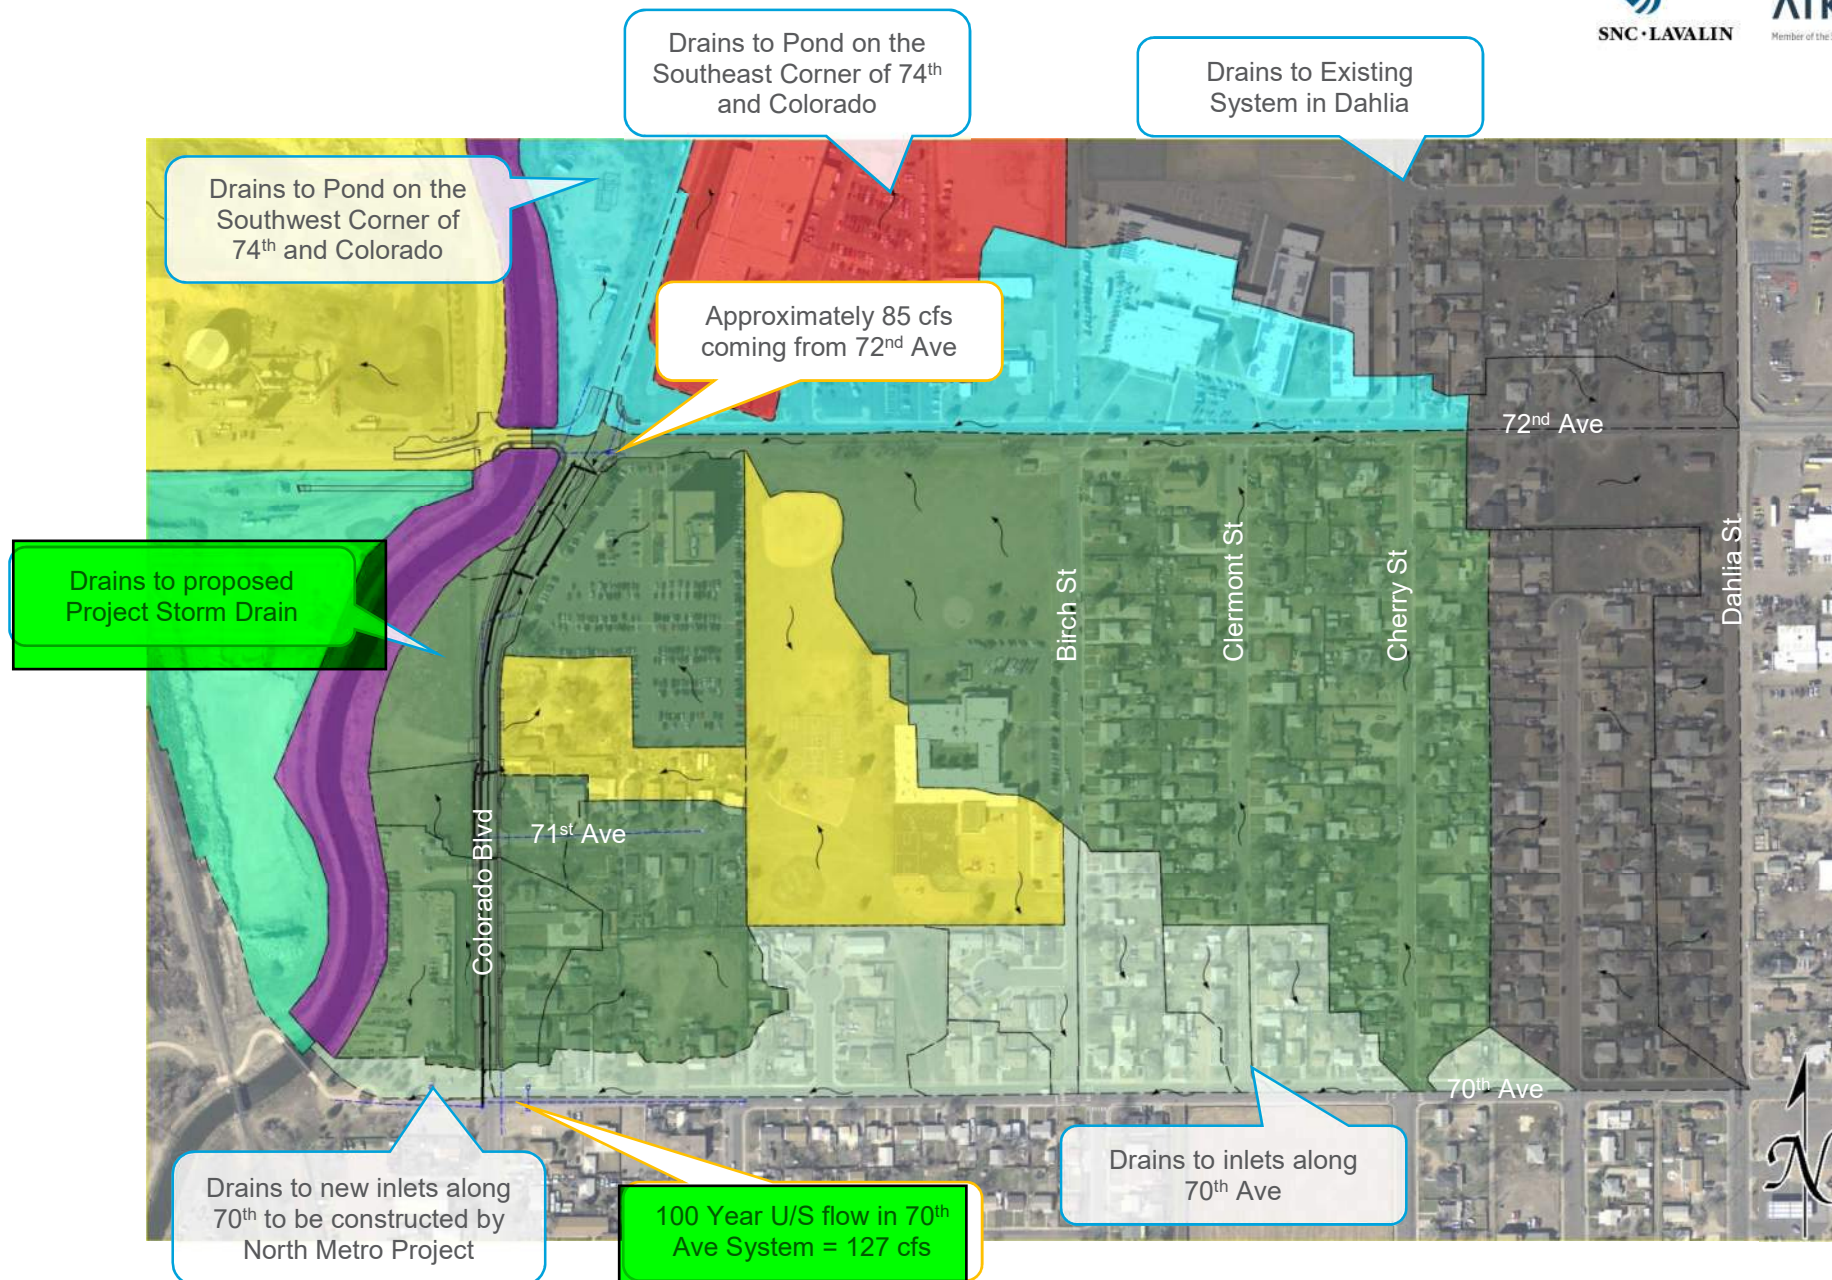 SNC·LAVALIN
Member of the
Drains to Pond on the
Southeast Corner of 74th
and Colorado
Drains to Existing
System in Dahlia
Drains to Pond on the
Southwest Corner of
74th and Colorado
Approximately 85 cfs
coming from 72nd Ave
72nd Ave
Drains to proposed
Project Storm Drain
Birch St
Clermont St
Cherry St
Dahlia St
71st Ave
Colorado Blvd
70th Ave
Drains to new inlets along
70th to be constructed by
North Metro Project
100 Year U/S flow in 70th
Ave System = 127 cfs
Drains to inlets along
70th Ave
N